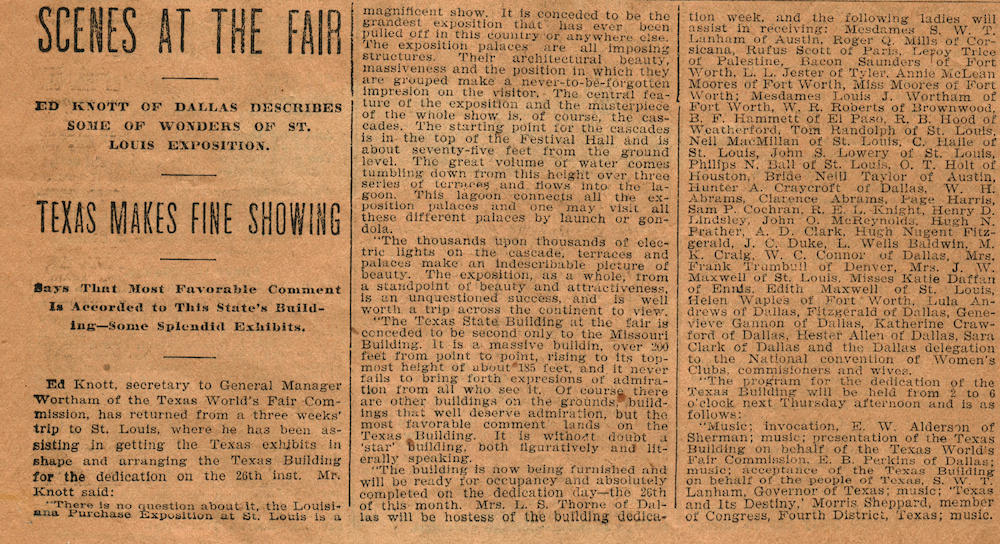 SCENES AT THE FAIR
ED KNOTT OF DALLAS DESCRIBES
SOME OF WONDERS OF ST.
LOUIS EXPOSITION.
TEXAS MAKES FINE SHOWING
Says That Most Favorable Comment
Is Accorded to This State's Build-
ing—Some Splendid Exhibits.
Ed Knott, secretary to General Manager
Wortham of the Texas World's Fair Com-
mission, has returned from a three weeks'
trip to St. Louis, where he has been as-
sisting in getting the Texas exhibits in
shape and arranging the Texas Building
for the dedication on the 26th inst. Mr.
Knott said:
"There is no question about it, the Louisi-
ana Purchase Exposition at St. Louis is a
magnificent show. It is conceded to be the
grandest exposition that has ever been
pulled off in this country or anywhere else.
The exposition palaces are all imposing
structures. Their architectural beauty,
massiveness and the position in which they
are grouped make a never-to-be-forgotten
impresion on the visitor. The central fea-
ture of the exposition and the masterpiece
of the whole show is, of course, the cas-
cades. The starting point for the cascades
is in the top of the Festival Hall and is
about seventy-five feet from the ground
level. The great volume of water comes
tumbling down from this height over three
series of terraces and flows into the la-
goon. This lagoon connects all the ex-
position palaces and one may visit all
these different palaces by launch or gon-
dola.
"The thousands upon thousands of elec-
tric lights on the cascade, terraces and
palaces make an indescribable picture of
beauty. The exposition, as a whole, from
a standpoint of beauty and attractiveness,
is an unquestioned success, and is well
worth a trip across the continent to view.
"The Texas State Building at the fair is
conceded to be second only to the Missouri
Building. It is a massive buildin, over 200
feet from point to point, rising to its top-
most height of about 185 feet, and it never
fails to bring forth expresions of admira-
tion from all who see it. Of course there
are other buildings on the grounds, build-
ings that well deserve admiration, but the
most favorable comment lands on the
Texas Building. It is without doubt a
'star' building, both figuratively and lit-
erally speaking.
"The building is now being furnished and
will be ready for occupancy and absolutely
completed on the dedication day—the 26th
of this month. Mrs. L. S. Thorne of Dal-
las will be hostess of the building dedica-
tion week, and the following ladies will
assist in receiving: Mesdames S. W. T.
Lanham of Austin, Roger Q. Mills of Cor-
sicana, Rufus Scott of Paris, Leroy Trice
of Palestine, Bacon Saunders of Fort
Worth, L. L. Jester of Tyler, Annie McLean
Moores of Fort Worth, Miss Moores of Fort
Worth; Mesdames Louis J. Wortham of
Fort Worth, W. R. Roberts of Brownwood,
B. F. Hammett of El Paso, R. B. Hood of
Weatherford, Tom Randolph of St. Louis,
Neil MacMillan of St. Louis, C. Haile of
St. Louis, John S. Lowery of St. Louis,
Philips N. Ball of St. Louis, O. T. Holt of
Houston, Bride Neill Taylor of Austin,
Hunter A. Craycroft of Dallas, W. H.
Abrams, Clarence Abrams, Page Harris,
Sam P. Cochran, R. E. L. Knight, Henry D.
Lindsley, John C. McReynolds, Hugh N.
Prather, A. D. Clark, Hugh Nugent Fitz-
gerald, J. C. Duke, L. Wells Baldwin, M.
K. Craig, W. C. Connor of Dallas, Mrs.
Frank Trumbull of Denver, Mrs. J. W.
Maxwell of St. Louis, Misses Katie Daffan
of Ennis, Edith Maxwell of St. Louis,
Helen Waples of Fort Worth, Lula An-
drews of Dallas, Fitzgerald of Dallas, Gene-
vieve Gannon of Dallas, Katherine Craw-
ford of Dallas, Hester Allen of Dallas, Sara
Clark of Dallas and the Dallas delegation
to the National convention of Women's
Clubs, commisioners and wives.
"The program for the dedication of the
Texas Building will be held from 2 to 6
o'clock next Thursday afternoon and is as
follows:
"Music; invocation, E. W. Alderson of
Sherman; music; presentation of the Texas
Building on behalf of the Texas World's
Fair Commission, E. B. Perkins of Dallas;
music; acceptance of the Texas Building
on behalf of the people of Texas, S. W. T.
Lanham, Governor of Texas; music; 'Texas
and Its Destiny,' Morris Sheppard, member
of Congress, Fourth District, Texas; music.